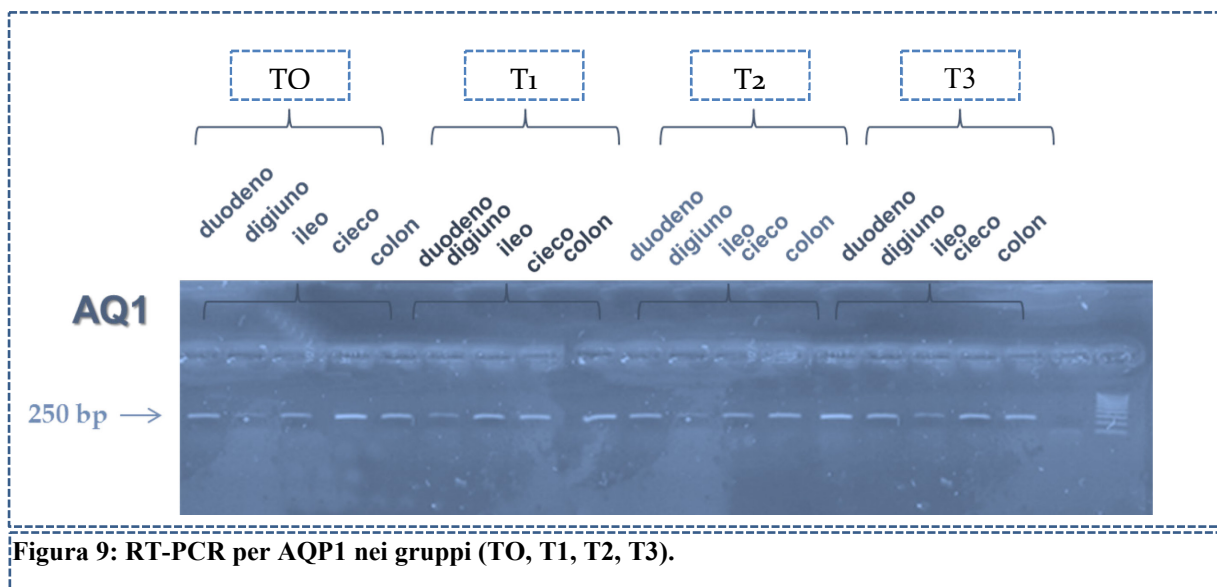 TO T1 T2 T3
duodeno digiuno ileo cieco colon duodeno digiuno ileo cieco colon duodeno digiuno ileo cieco colon duodeno digiuno ileo cieco colon
AQ1
250 bp
Figura 9: RT-PCR per AQP1 nei gruppi (TO, T1, T2, T3).